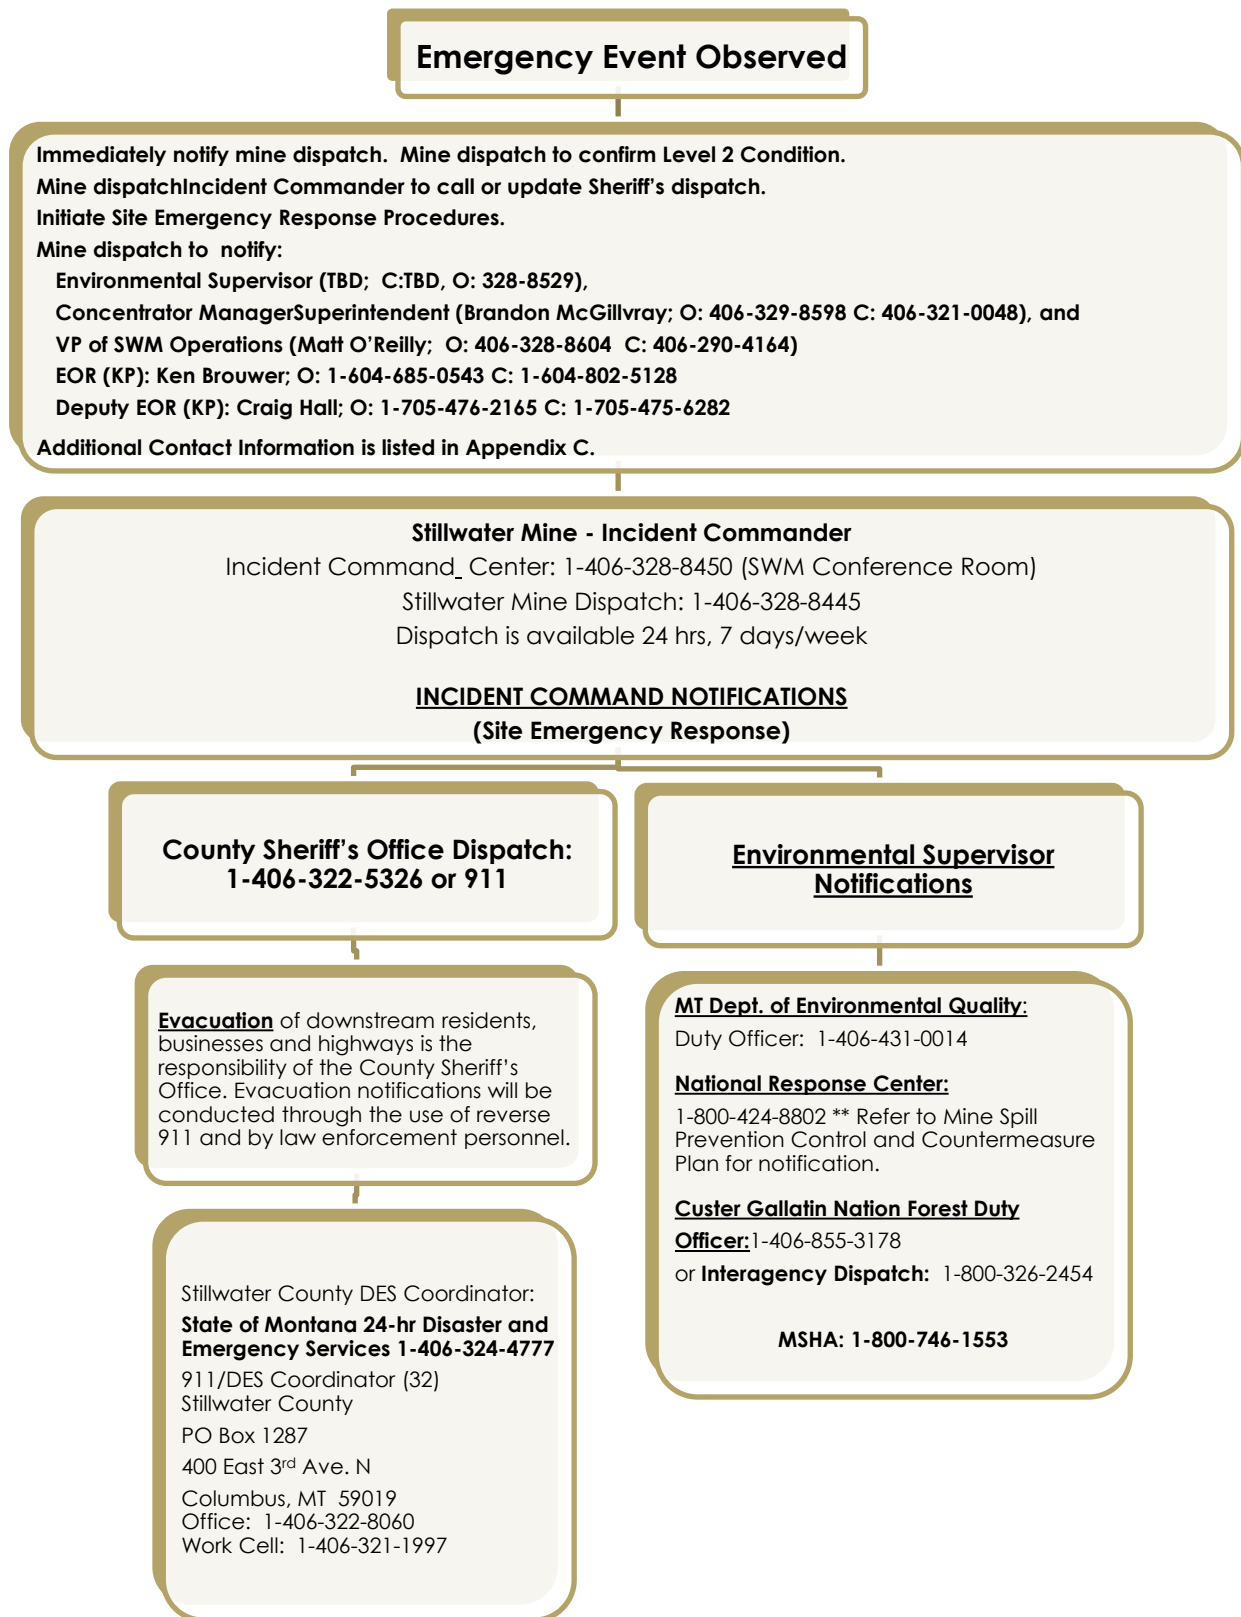 Emergency Event Observed
Immediately notify mine dispatch. Mine dispatch to confirm Level 2 Condition.
Mine dispatchIncident Commander to call or update Sheriff's dispatch.
Initiate Site Emergency Response Procedures.
Mine dispatch to notify:
Environmental Supervisor (TBD; C:TBD, O: 328-8529),
Concentrator ManagerSuperintendent (Brandon McGillvray; O: 406-329-8598 C: 406-321-0048), and
VP of SWM Operations (Matt O'Reilly; O: 406-328-8604 C: 406-290-4164)
EOR (KP): Ken Brouwer; O: 1-604-685-0543 C: 1-604-802-5128
Deputy EOR (KP): Craig Hall; O: 1-705-476-2165 C: 1-705-475-6282
Additional Contact Information is listed in Appendix C.
Stillwater Mine - Incident Commander
Incident Command_ Center: 1-406-328-8450 (SWM Conference Room)
Stillwater Mine Dispatch: 1-406-328-8445
Dispatch is available 24 hrs, 7 days/week
INCIDENT COMMAND NOTIFICATIONS
(Site Emergency Response)
County Sheriff's Office Dispatch:
1-406-322-5326 or 911
Evacuation of downstream residents,
businesses and highways is the
responsibility of the County Sheriff's
Office. Evacuation notifications will be
conducted through the use of reverse
911 and by law enforcement personnel.
Stillwater County DES Coordinator:
State of Montana 24-hr Disaster and
Emergency Services 1-406-324-4777
911/DES Coordinator (32)
Stillwater County
PO Box 1287
400 East 3rd Ave. N
Columbus, MT 59019
Office: 1-406-322-8060
Work Cell: 1-406-321-1997
Environmental Supervisor
Notifications
MT Dept. of Environmental Quality:
Duty Officer: 1-406-431-0014
National Response Center:
1-800-424-8802 ** Refer to Mine Spill
Prevention Control and Countermeasure
Plan for notification.
Custer Gallatin Nation Forest Duty
Officer:1-406-855-3178
or Interagency Dispatch: 1-800-326-2454
MSHA: 1-800-746-1553